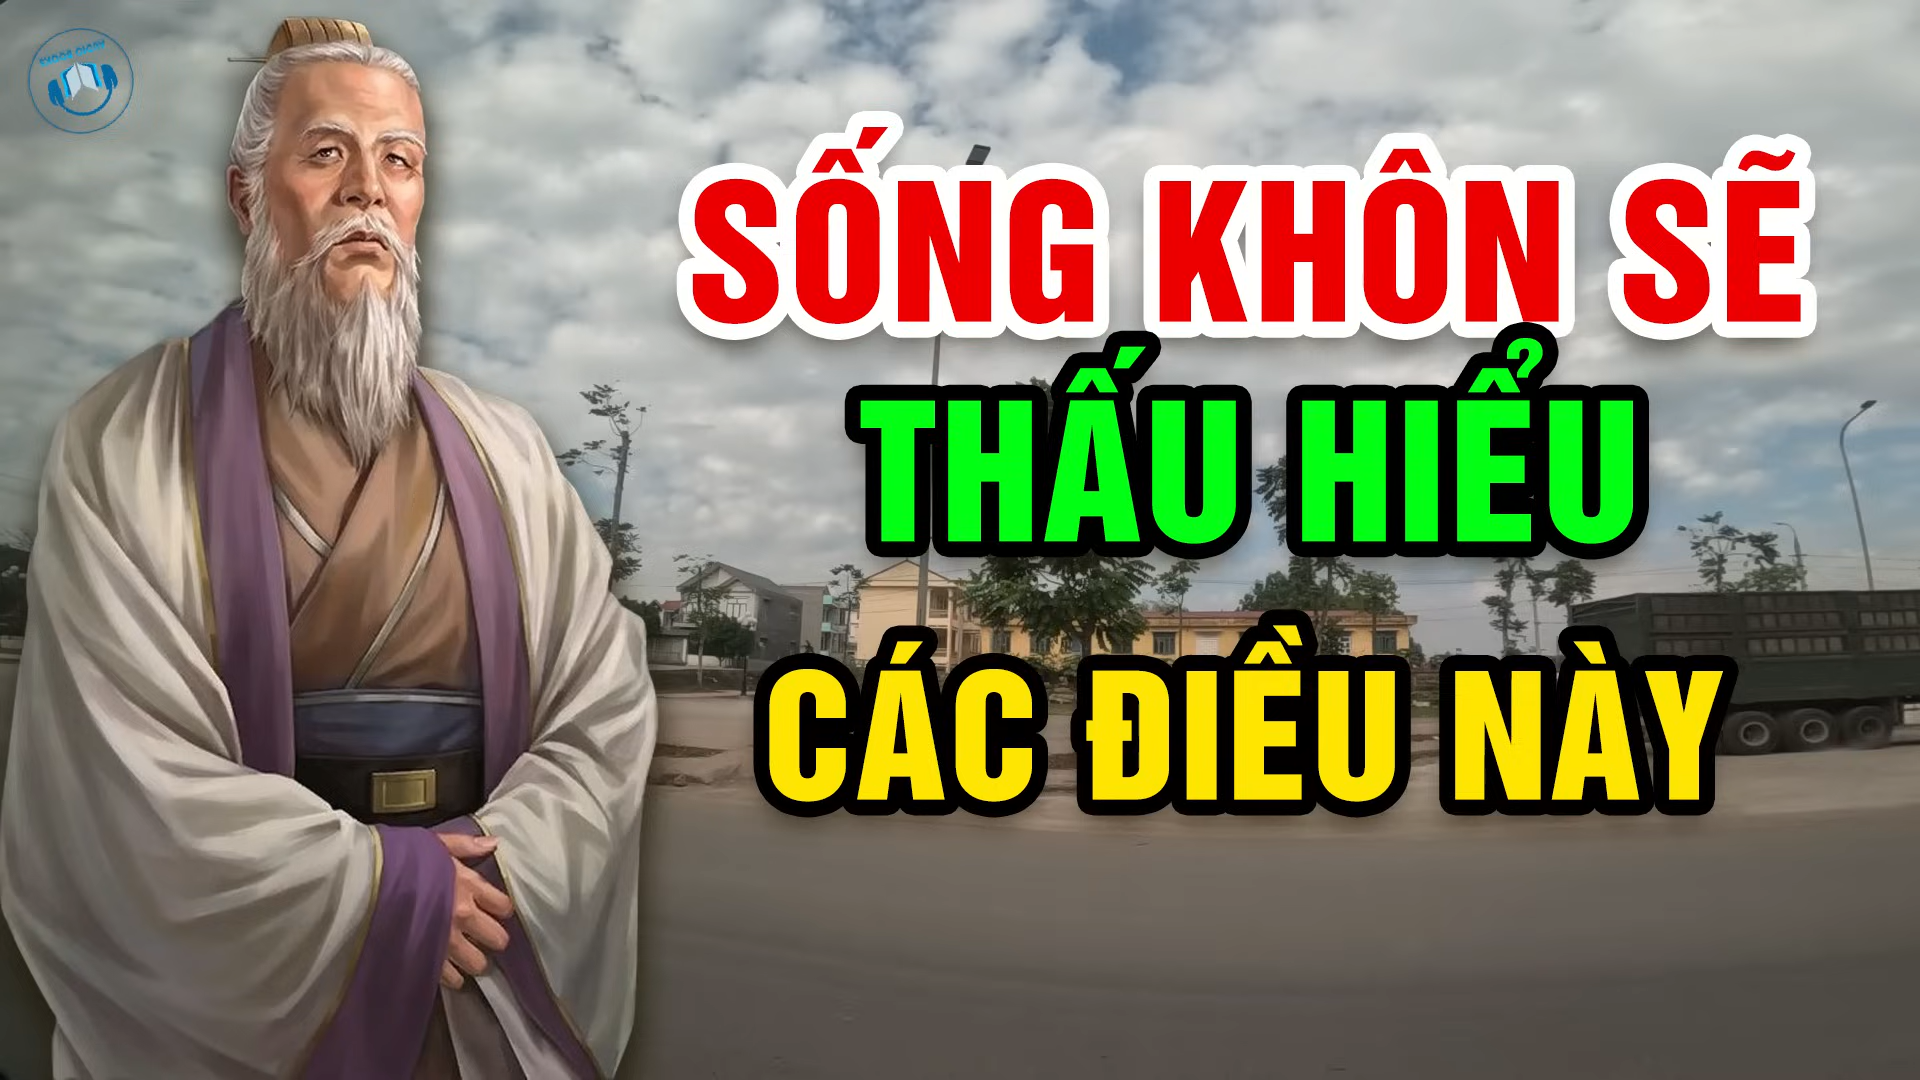 SỐNG KHÔN SẼ
THẤU HIỂU
CÁC ĐIỀU NÀY